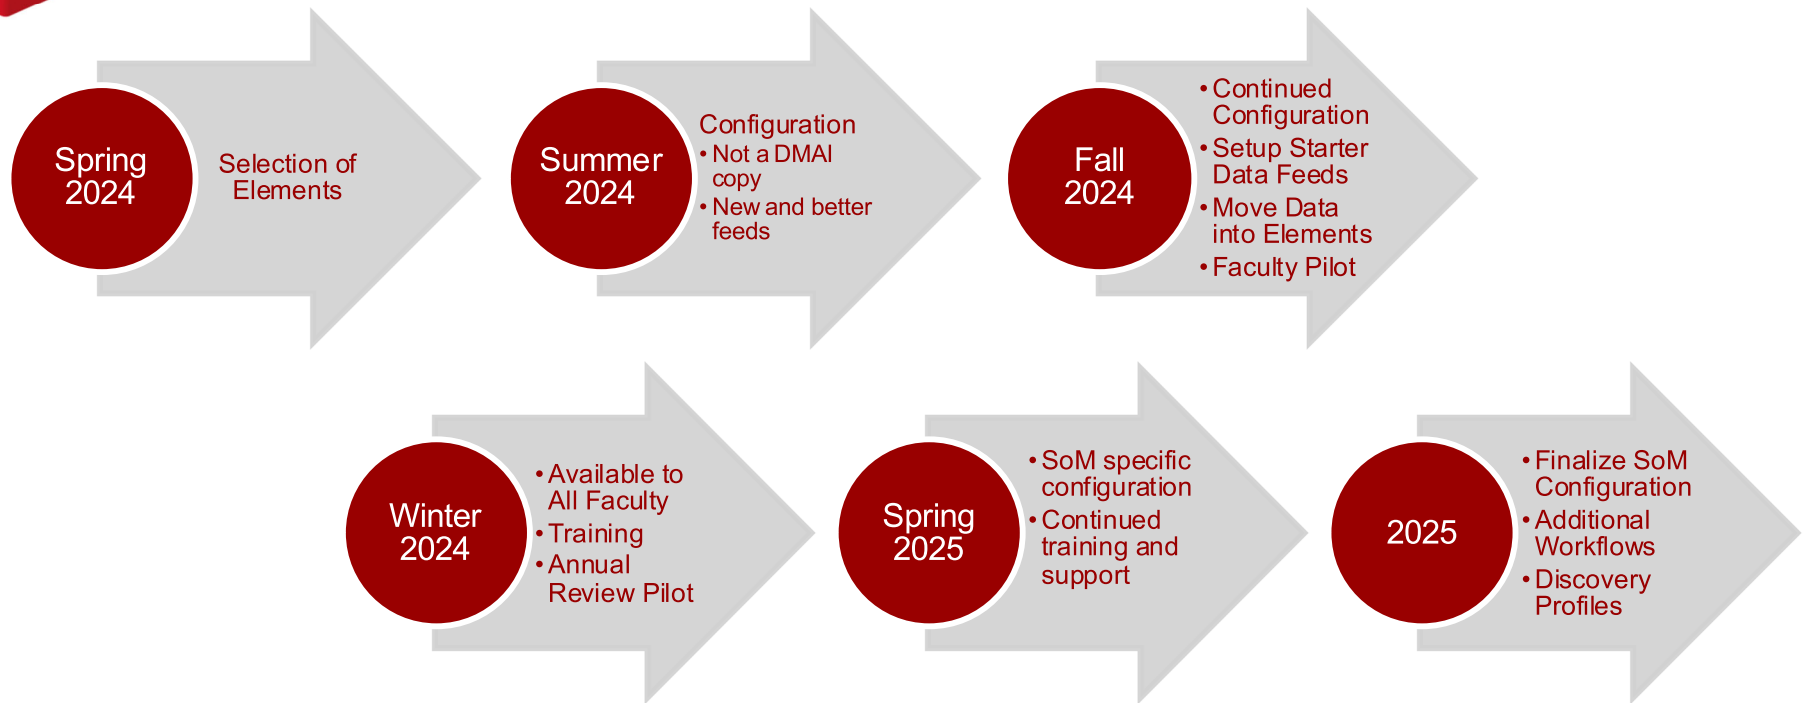 Spring
2024
Selection of
Elements
Summer
2024
Configuration
• Not a DMAI
copy
• New and better
feeds
Fall
2024
• Continued
Configuration
• Setup Starter
Data Feeds
• Move Data
into Elements
• Faculty Pilot
Winter
2024
• Available to
All Faculty
• Training
• Annual
Review Pilot
Spring
2025
• SoM specific
configuration
• Continued
training and
support
2025
• Finalize SoM
Configuration
• Additional
Workflows
• Discovery
Profiles